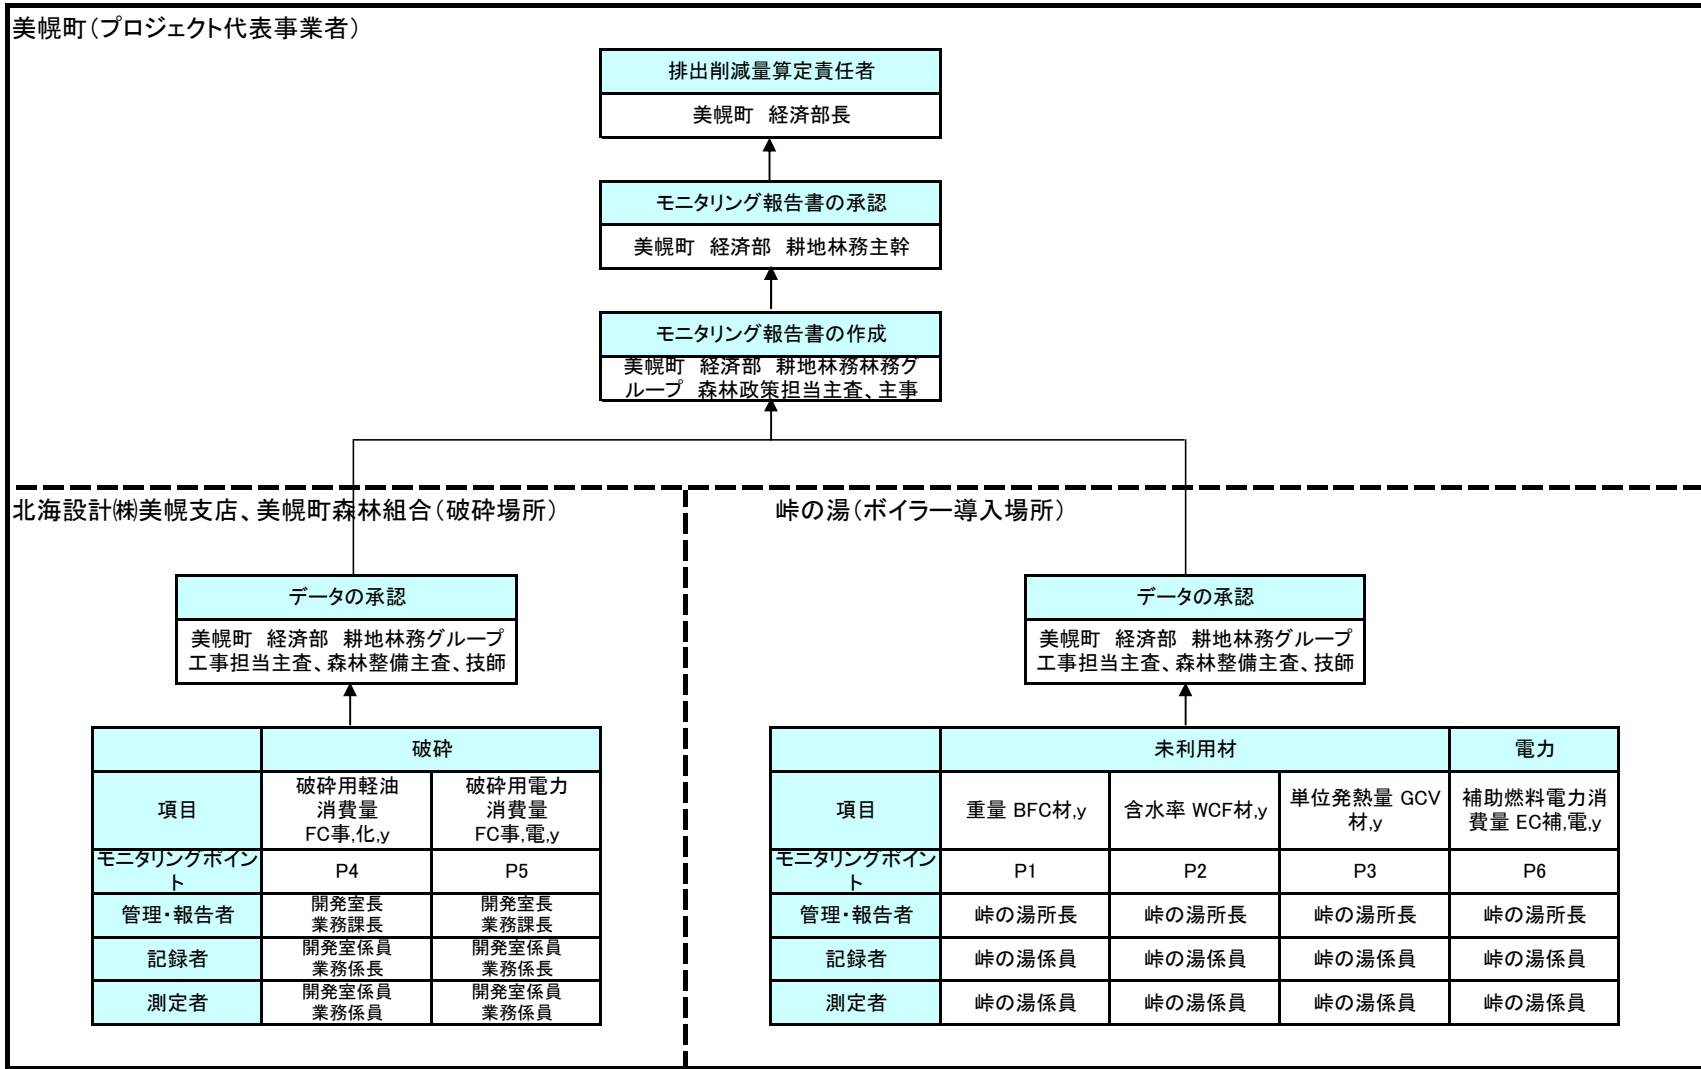 美幌町（プロジェクト代表事業者）
排出削減量算定責任者
美幌町　経済部長
モニタリング報告書の承認
美幌町　経済部　耕地林務主幹
モニタリング報告書の作成
美幌町　経済部　耕地林務林務グ
ループ　森林政策担当主査、主事
北海設計㈱美幌支店、美幌町森林組合（破砕場所）
峠の湯（ボイラー導入場所）
データの承認
美幌町　経済部　耕地林務グループ
工事担当主査、森林整備主査、技師
データの承認
美幌町　経済部　耕地林務グループ
工事担当主査、森林整備主査、技師
破砕
項目
破砕用軽油
消費量
FC事,化,y
破砕用電力
消費量
FC事,電,y
モニタリングポイン
ト
P4
P5
管理・報告者
開発室長
業務課長
開発室長
業務課長
記録者
開発室係員
業務係長
開発室係員
業務係長
測定者
開発室係員
業務係員
開発室係員
業務係員
未利用材
電力
項目
重量 BFC材,y
含水率 WCF材,y
単位発熱量 GCV
材,y
補助燃料電力消
費量 EC補,電,y
モニタリングポイン
ト
P1
P2
P3
P6
管理・報告者
峠の湯所長
峠の湯所長
峠の湯所長
峠の湯所長
記録者
峠の湯係員
峠の湯係員
峠の湯係員
峠の湯係員
測定者
峠の湯係員
峠の湯係員
峠の湯係員
峠の湯係員